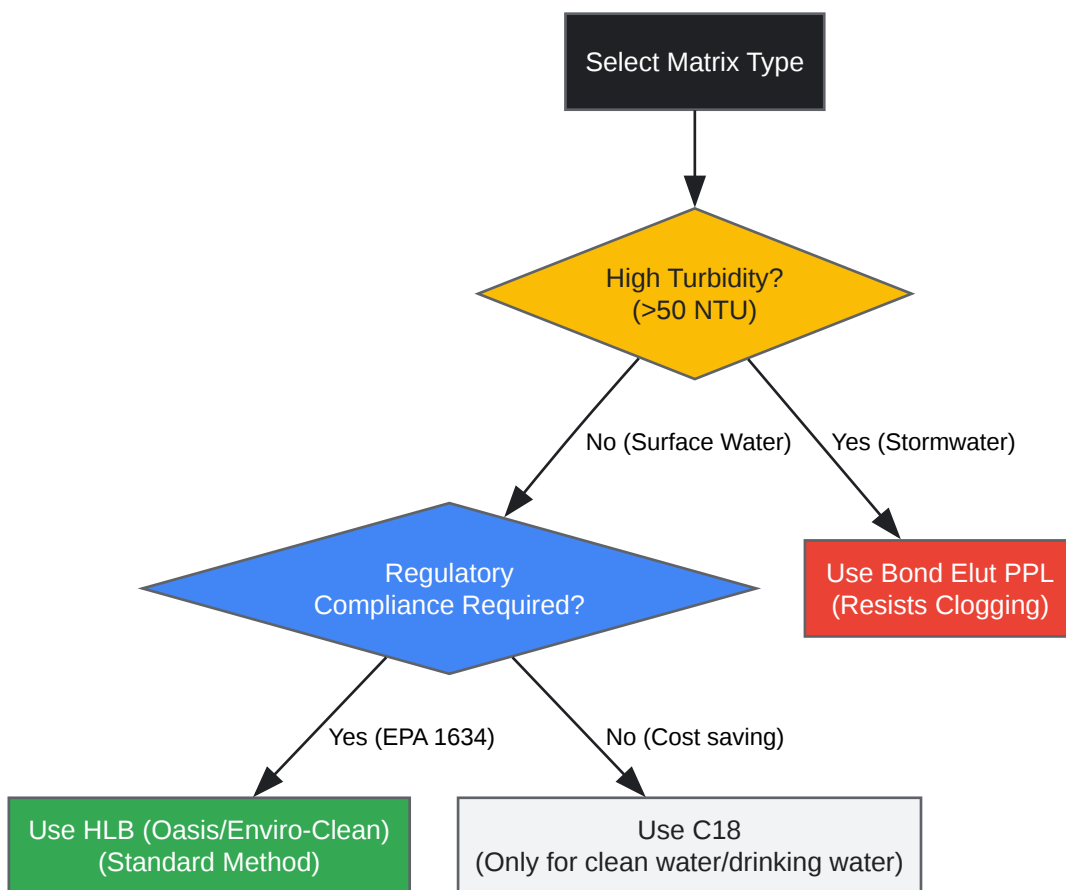 Select Matrix Type
High Turbidity?
(>50 NTU)
No (Surface Water)
Yes (Stormwater)
Regulatory
Compliance Required?
Use Bond Elut PPL
(Resists Clogging)
Yes (EPA 1634)
No (Cost saving)
Use HLB (Oasis/Enviro-Clean)
(Standard Method)
Use C18
(Only for clean water/drinking water)